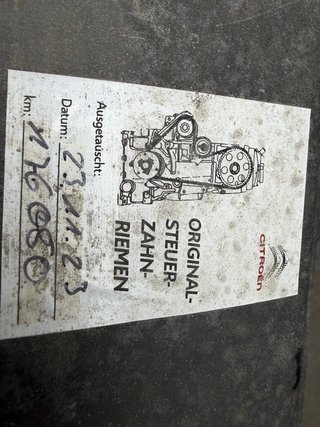 CITROËN
ORIGINAL-
STEUER-
ZAHN-
RIEMEN
Ausgetauscht:
Datum: 23.11.23
km: 176080